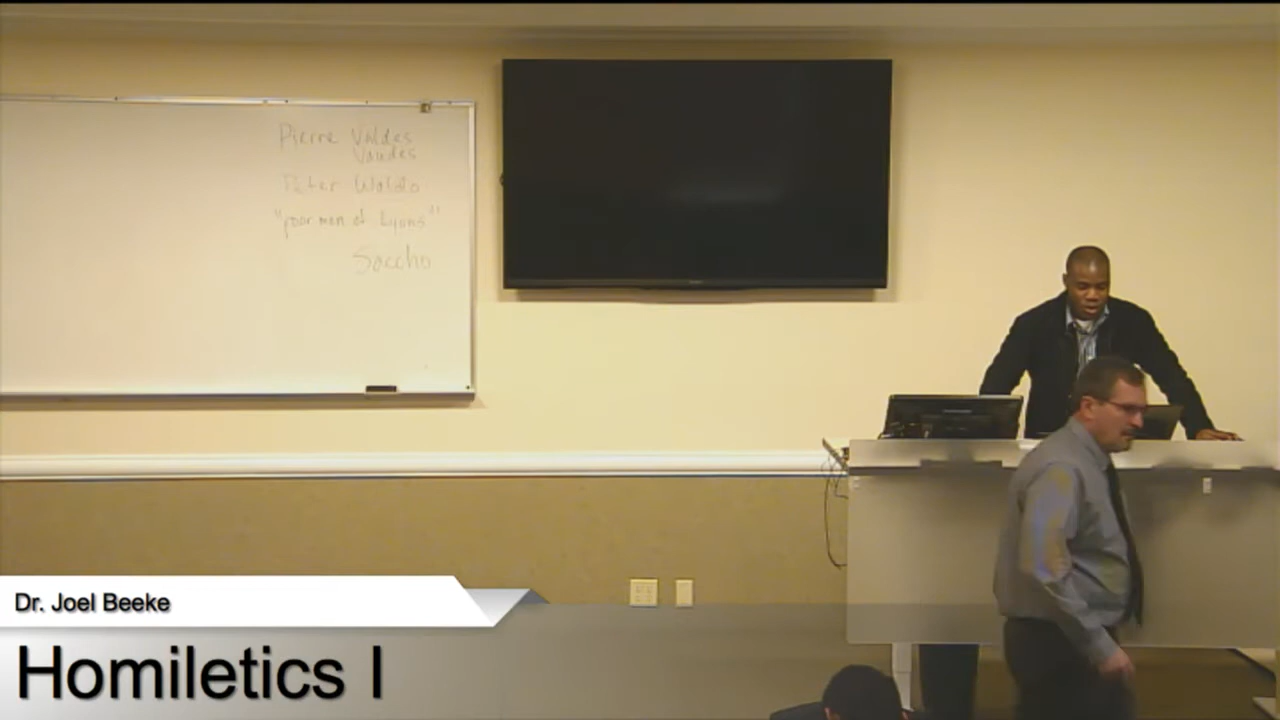 Pierre Valdes
Vaudes
Peter Waldo
"poor men of Lyons"
Saccho
Dr. Joel Beeke
Homiletics I